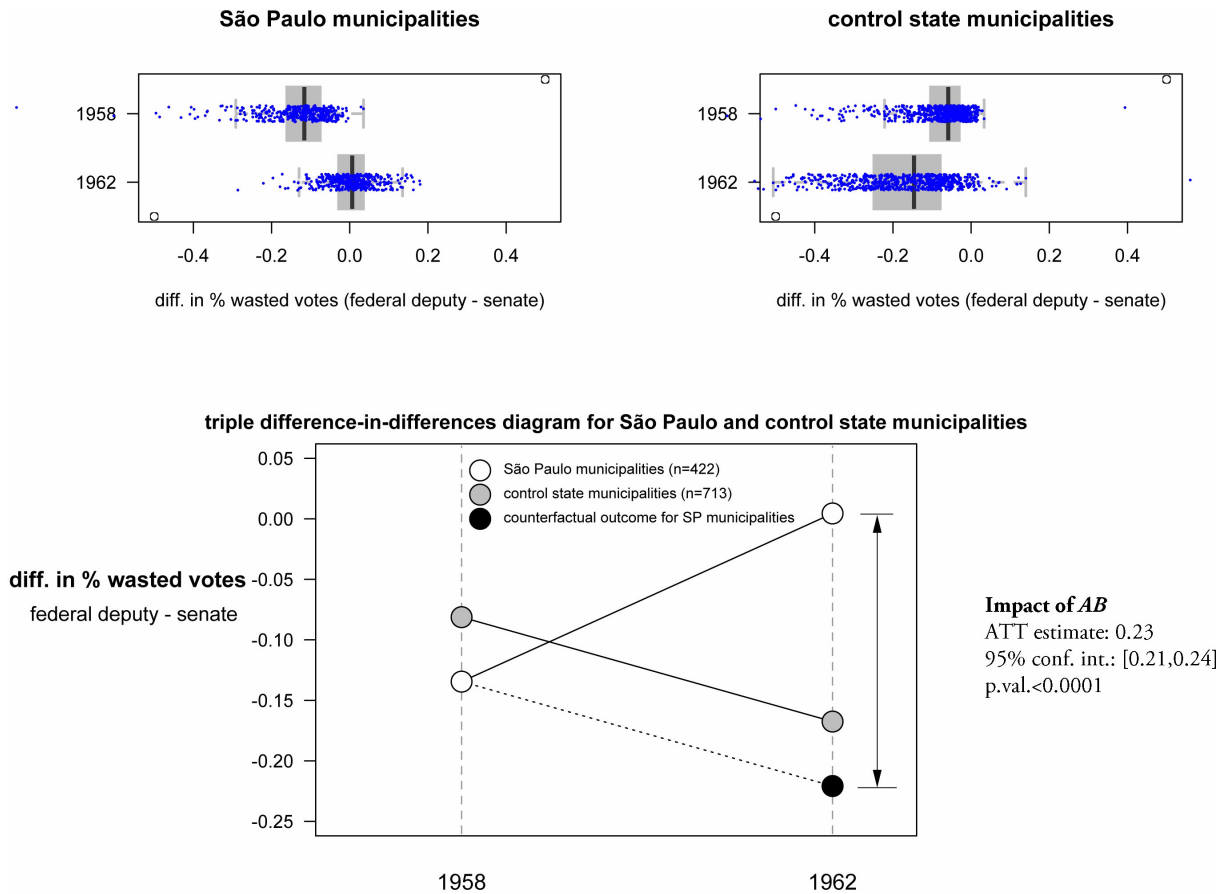 São Paulo municipalities
1958
1962
-0.4 -0.2 0.0 0.2 0.4
diff. in % wasted votes (federal deputy - senate)
control state municipalities
1958
1962
-0.4 -0.2 0.0 0.2 0.4
diff. in % wasted votes (federal deputy - senate)
triple difference-in-differences diagram for São Paulo and control state municipalities
São Paulo municipalities (n=422)
control state municipalities (n=713)
counterfactual outcome for SP municipalities
diff. in % wasted votes
federal deputy - senate
0.05
0.00
-0.05
-0.10
-0.15
-0.20
-0.25
1958 1962
Impact of AB
ATT estimate: 0.23
95% conf. int.: [0.21,0.24]
p.val.<0.0001